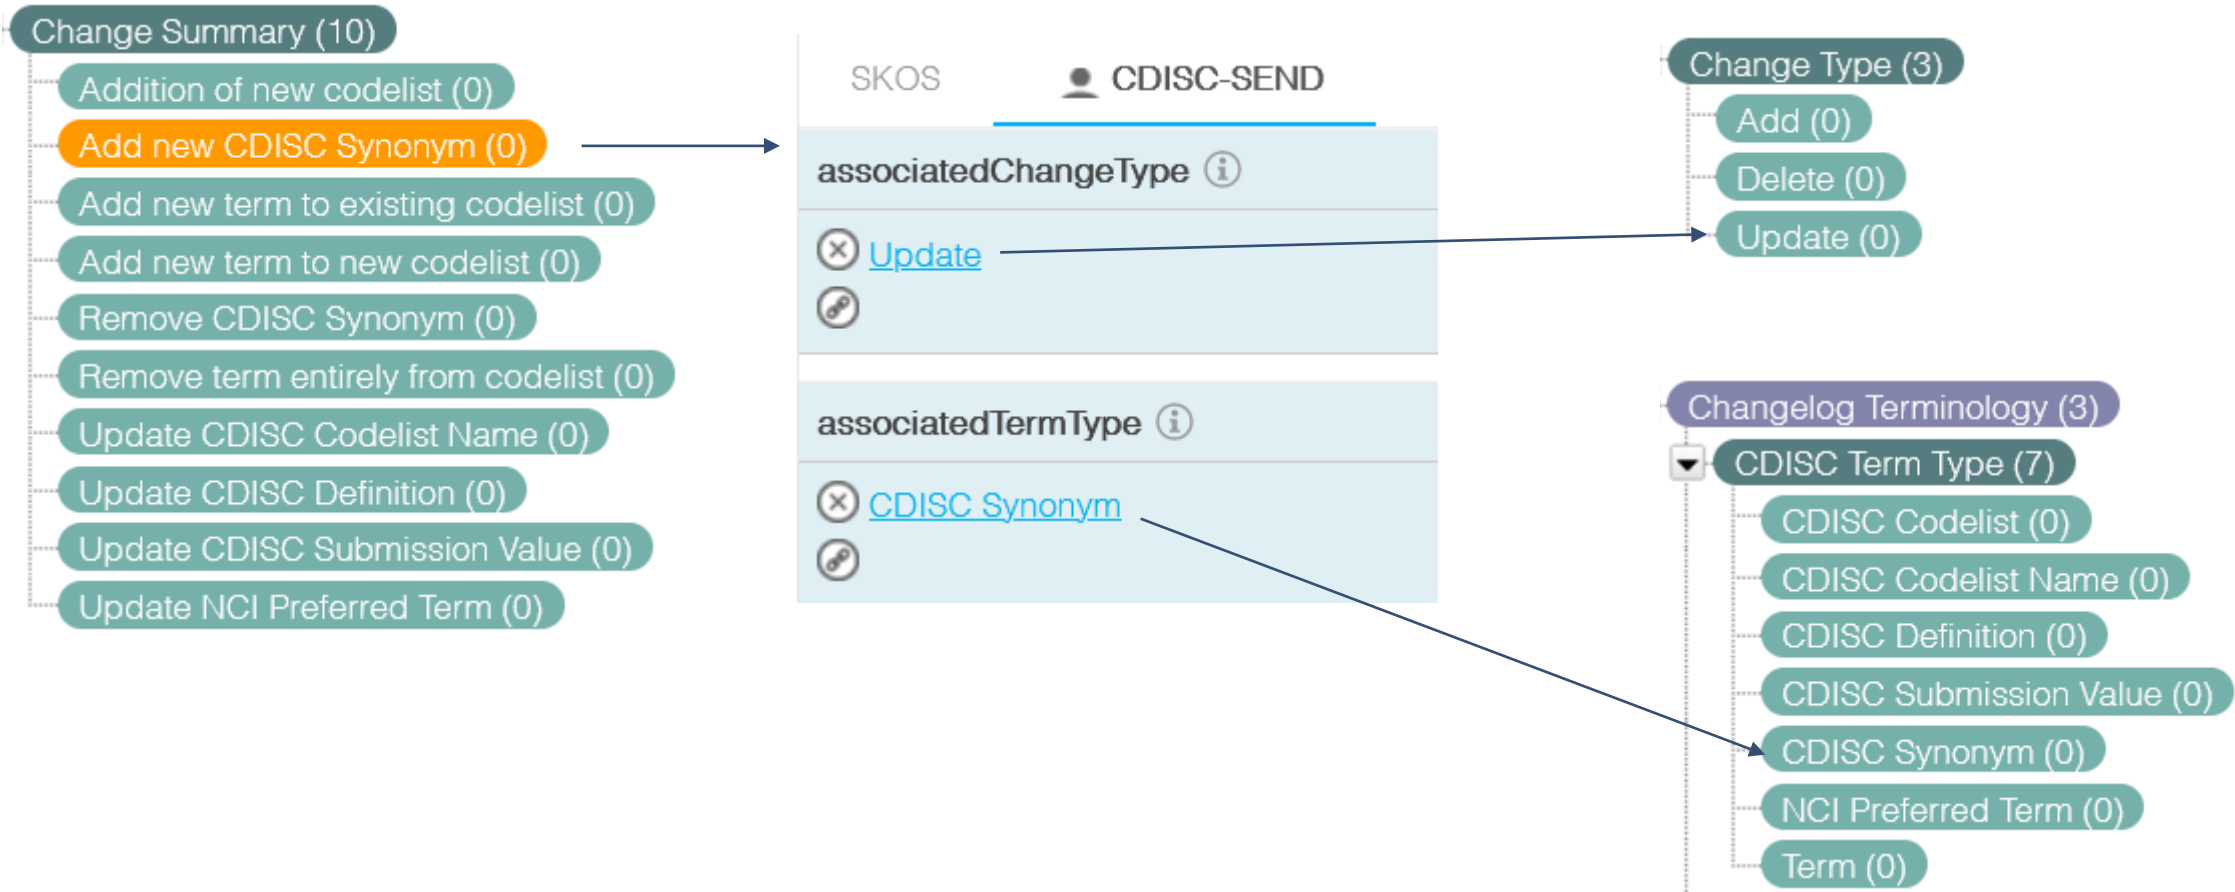 Change Summary (10)
Addition of new codelist (0)
Add new CDISC Synonym (0)
Add new term to existing codelist (0)
Add new term to new codelist (0)
Remove CDISC Synonym (0)
Remove term entirely from codelist (0)
Update CDISC Codelist Name (0)
Update CDISC Definition (0)
Update CDISC Submission Value (0)
Update NCI Preferred Term (0)
SKOS
CDISC-SEND
associatedChangeType
Update
associatedTermType
CDISC Synonym
Change Type (3)
Add (0)
Delete (0)
Update (0)
Changelog Terminology (3)
CDISC Term Type (7)
CDISC Codelist (0)
CDISC Codelist Name (0)
CDISC Definition (0)
CDISC Submission Value (0)
CDISC Synonym (0)
NCI Preferred Term (0)
Term (0)